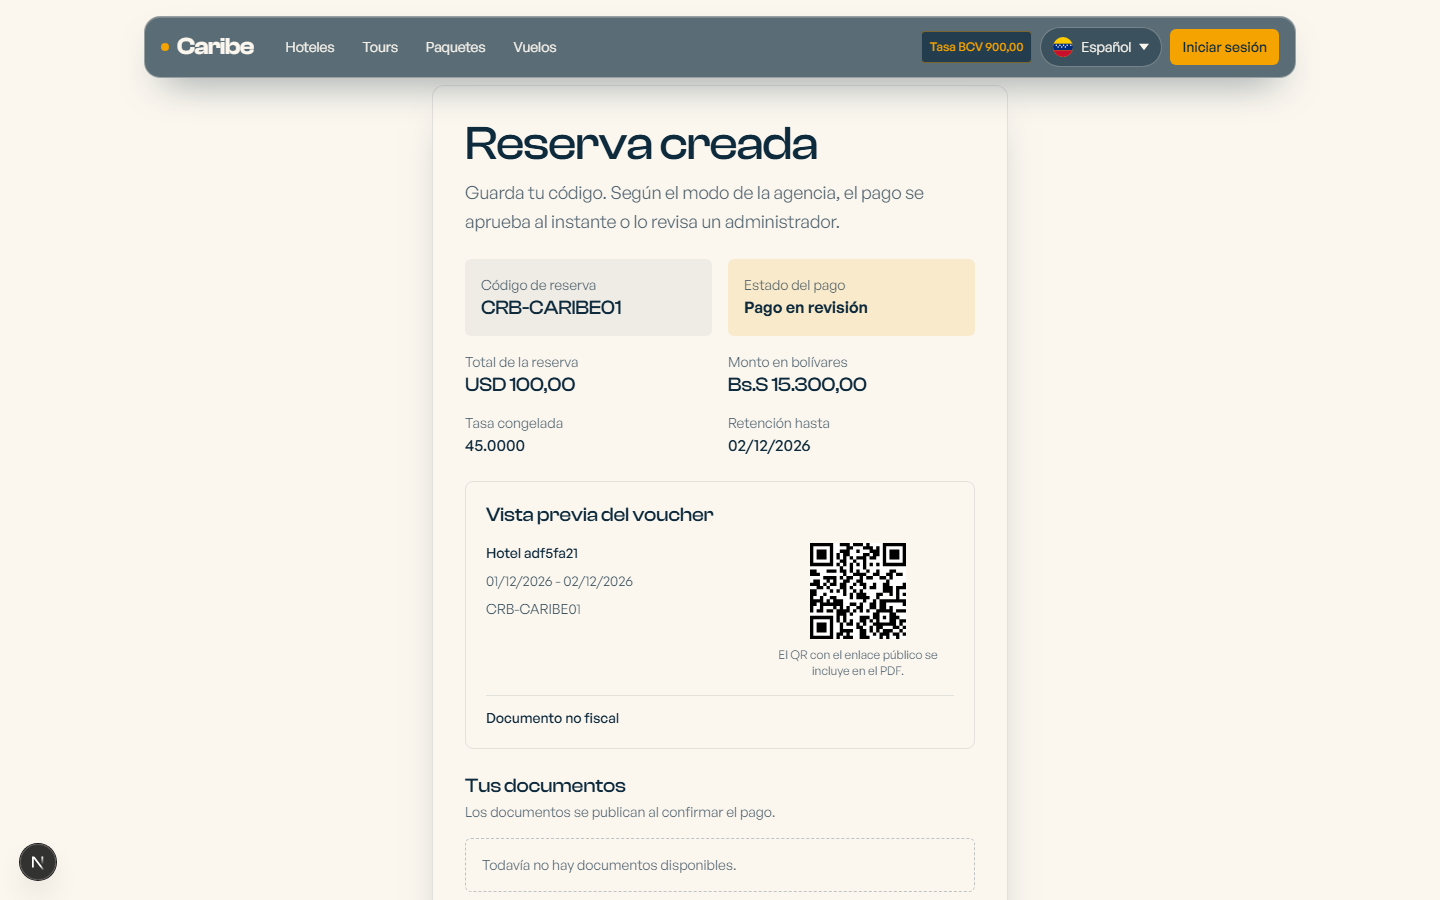 Caribe
Hoteles
Tours
Paquetes
Vuelos
Tasa BCV 900,00
Español
Iniciar sesión
Reserva creada
Guarda tu código. Según el modo de la agencia, el pago se
aprueba al instante o lo revisa un administrador.
Código de reserva
CRB-CARIBE01
Estado del pago
Pago en revisión
Total de la reserva
USD 100,00
Monto en bolívares
Bs.S 15.300,00
Tasa congelada
45.0000
Retención hasta
02/12/2026
Vista previa del voucher
Hotel adf5fa21
01/12/2026 - 02/12/2026
CRB-CARIBE01
El QR con el enlace público se
incluye en el PDF.
Documento no fiscal
Tus documentos
Los documentos se publican al confirmar el pago.
Todavía no hay documentos disponibles.
N